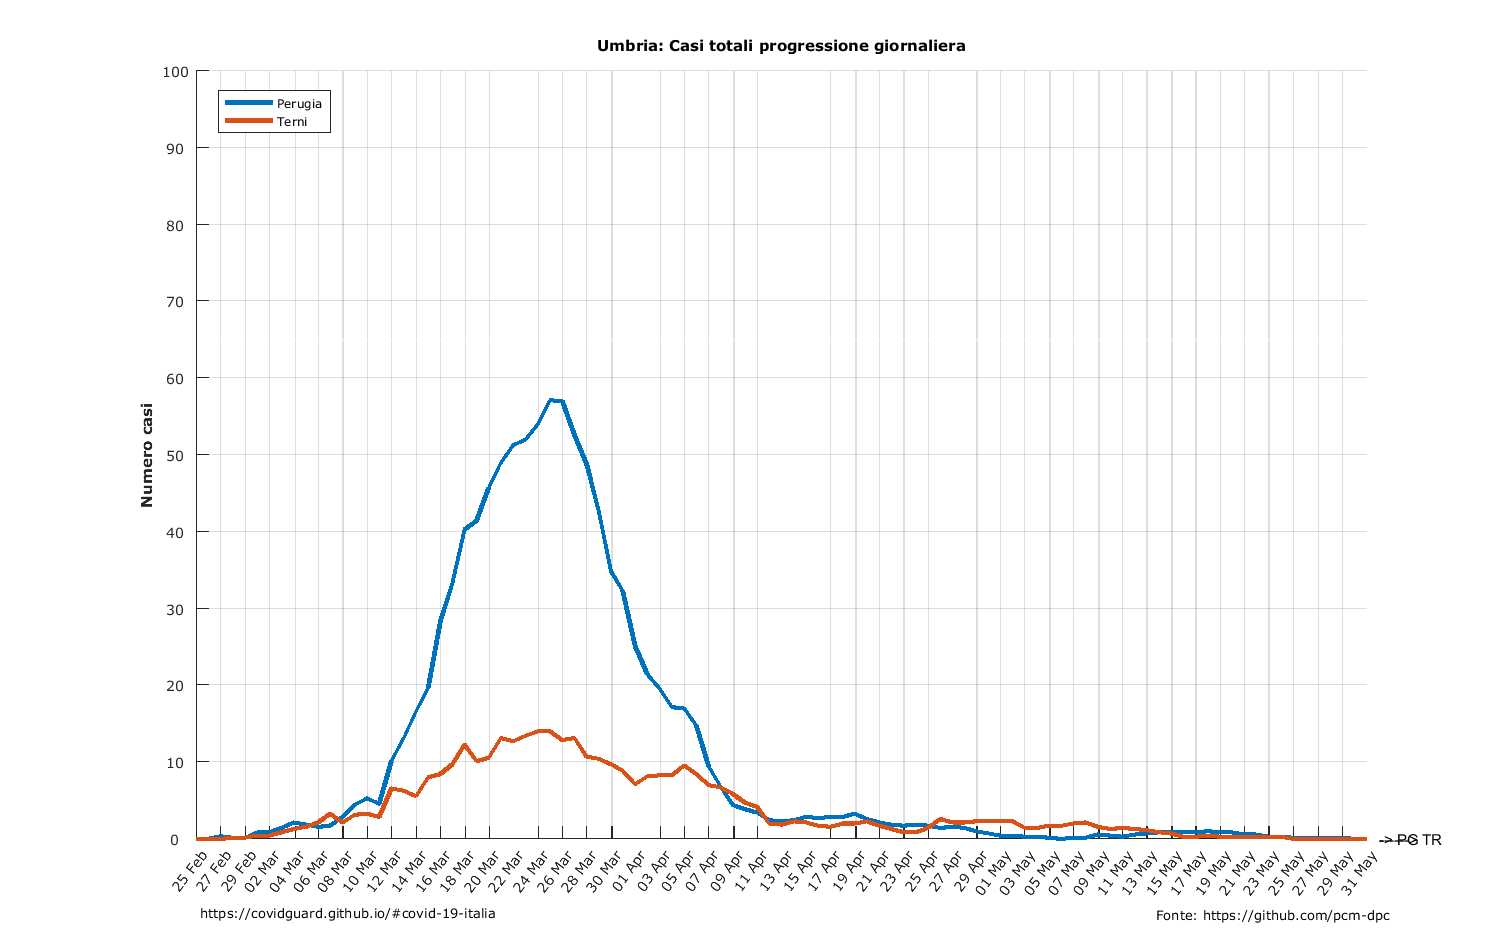 Umbria: Casi totali progressione giornaliera
Perugia
Terni
Numero casi
100
90
80
70
60
50
40
30
20
10
0
25 Feb
27 Feb
29 Feb
02 Mar
04 Mar
06 Mar
08 Mar
10 Mar
12 Mar
14 Mar
16 Mar
18 Mar
20 Mar
22 Mar
24 Mar
26 Mar
28 Mar
30 Mar
01 Apr
03 Apr
05 Apr
07 Apr
09 Apr
11 Apr
13 Apr
15 Apr
17 Apr
19 Apr
21 Apr
23 Apr
25 Apr
27 Apr
29 Apr
01 May
03 May
05 May
07 May
09 May
11 May
13 May
15 May
17 May
19 May
21 May
23 May
25 May
27 May
29 May
31 May
-> PG TR
https://covidguard.github.io/#covid-19-italia
Fonte: https://github.com/pcm-dpc